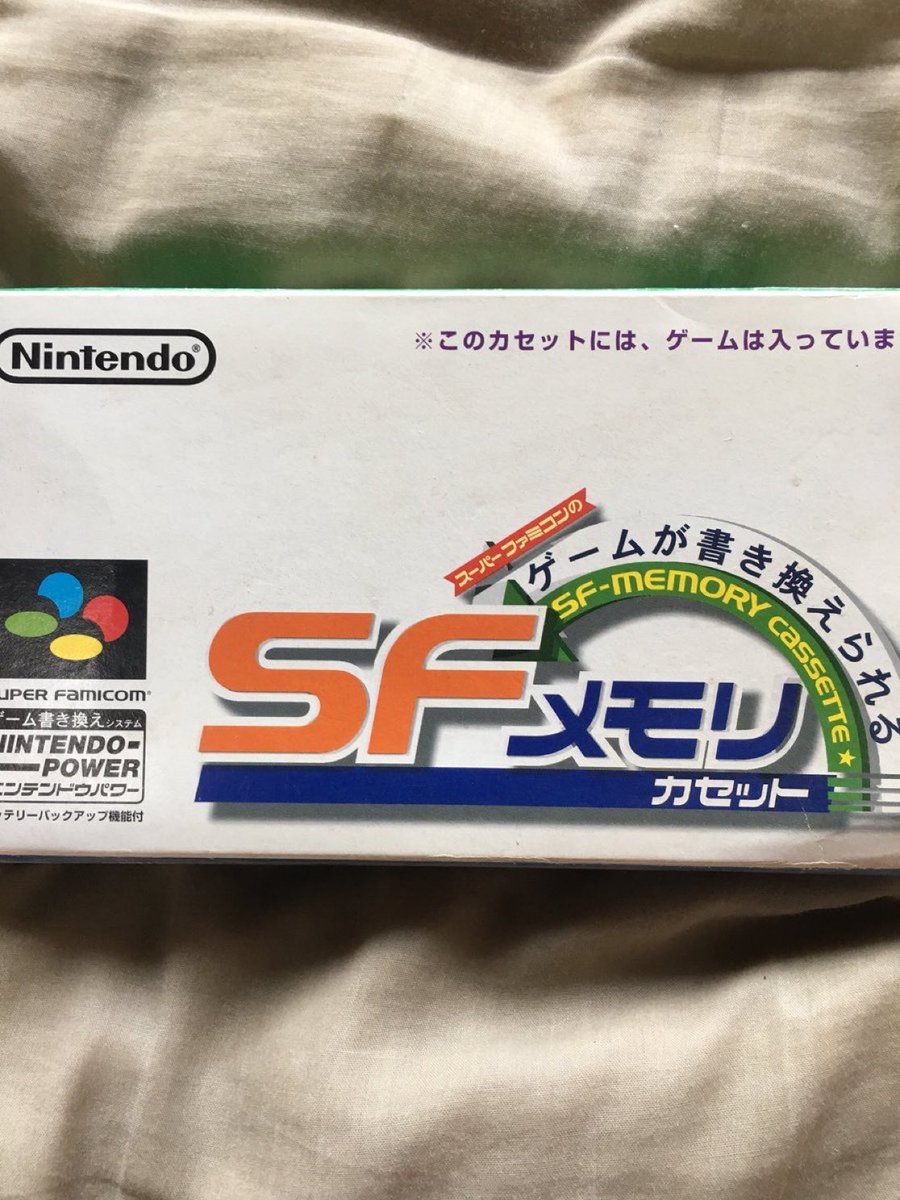 Nintendo®
※このカセットには、ゲームは入っていま
スーパーファミコンの
ゲームが書き換えられる
SF-MEMORY CASSETTE★
SFメモリ
カセット
UPER FAMICOM®
ゲーム書き換えシステム
NINTENDO-
POWER
ニンテンドウパワー
ッテリーバックアップ機能付